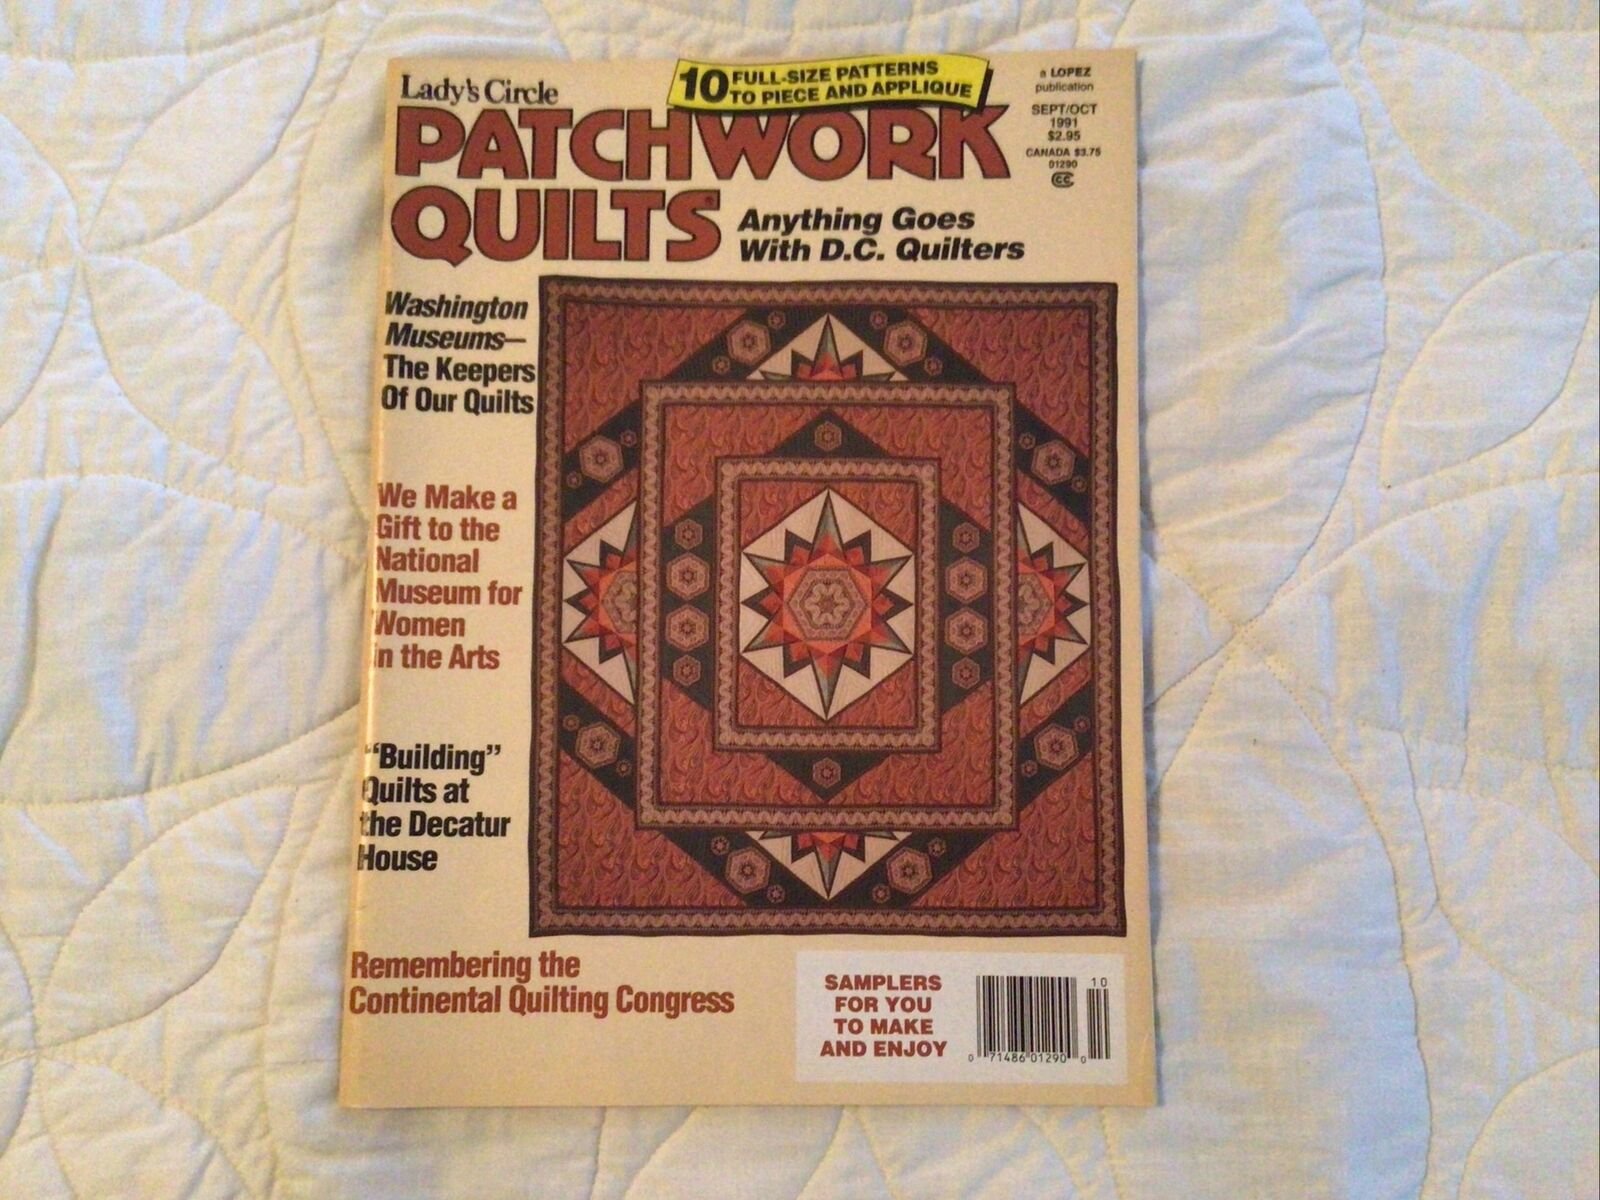 Lady's Circle
PATCHWORK
QUILTS
10 FULL-SIZE PATTERNS
TO PIECE AND APPLIQUE
a LOPEZ
publication
SEPT/OCT
1991
$2.95
CANADA $3.75
01290
CC
Anything Goes
With D.C. Quilters
Washington
Museums—
The Keepers
Of Our Quilts
We Make a
Gift to the
National
Museum for
Women
in the Arts
"Building"
Quilts at
the Decatur
House
Remembering the
Continental Quilting Congress
SAMPLERS
FOR YOU
TO MAKE
AND ENJOY
10
0 71486 01290 0